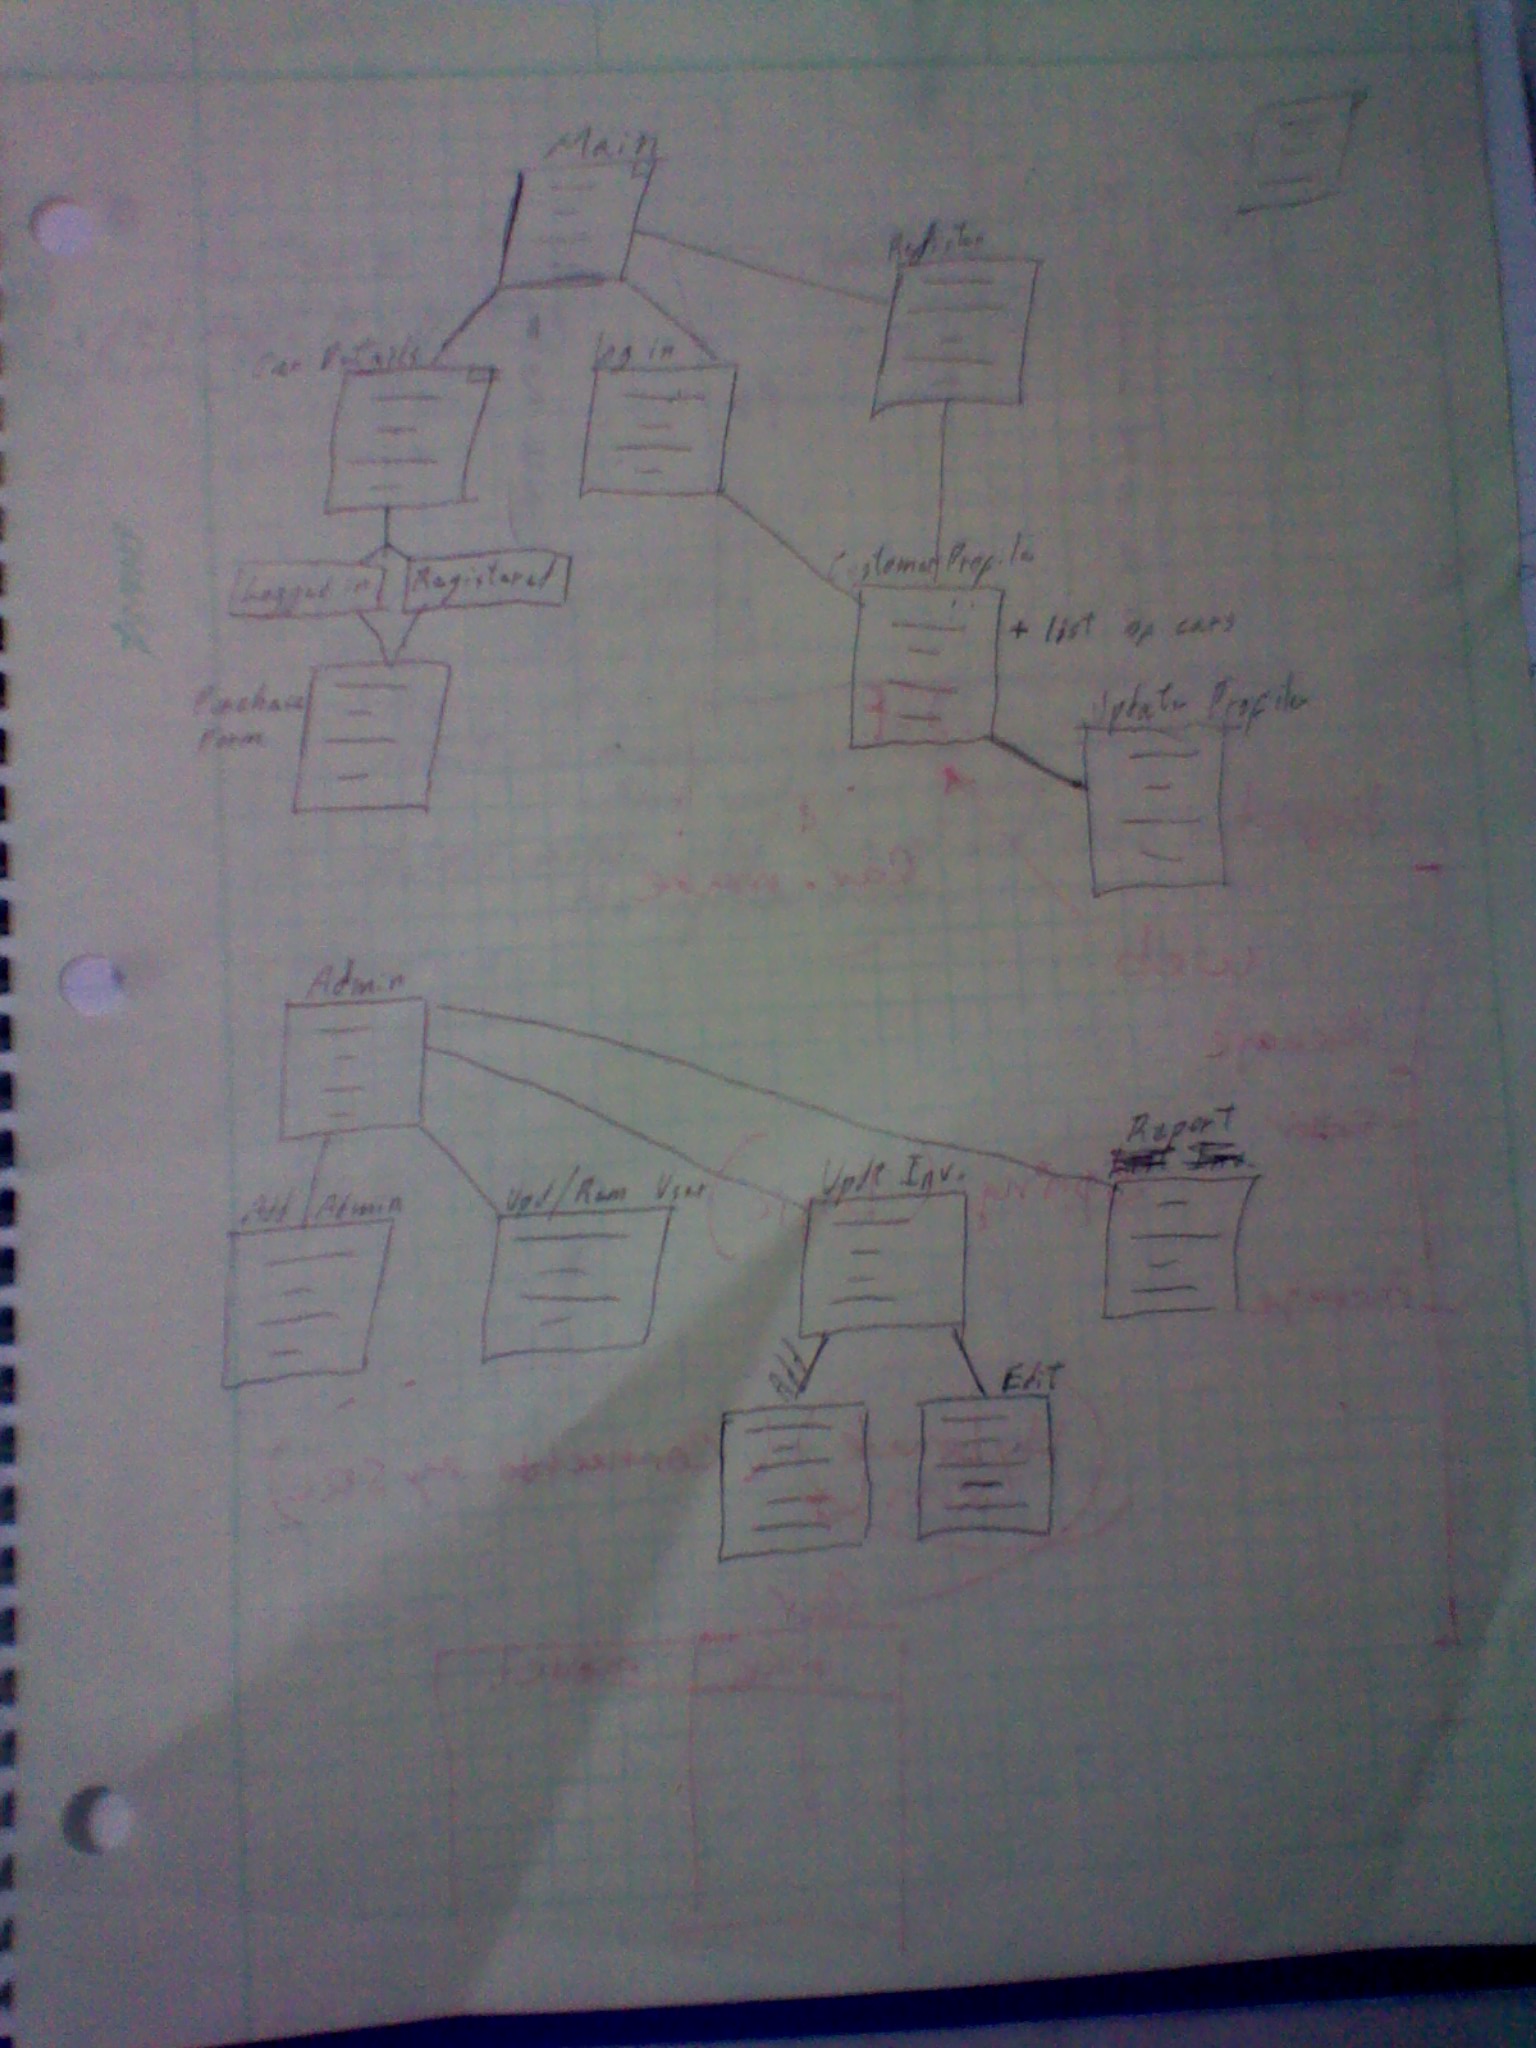 Main
Register
Car Details
Log in
Logged in
Registered
Customer Profile
+ list of cars
Purchase
Form
Update Profile
Admin
Report
Add Admin
Upd/Rem User
Updt Inv.
Add
Edit